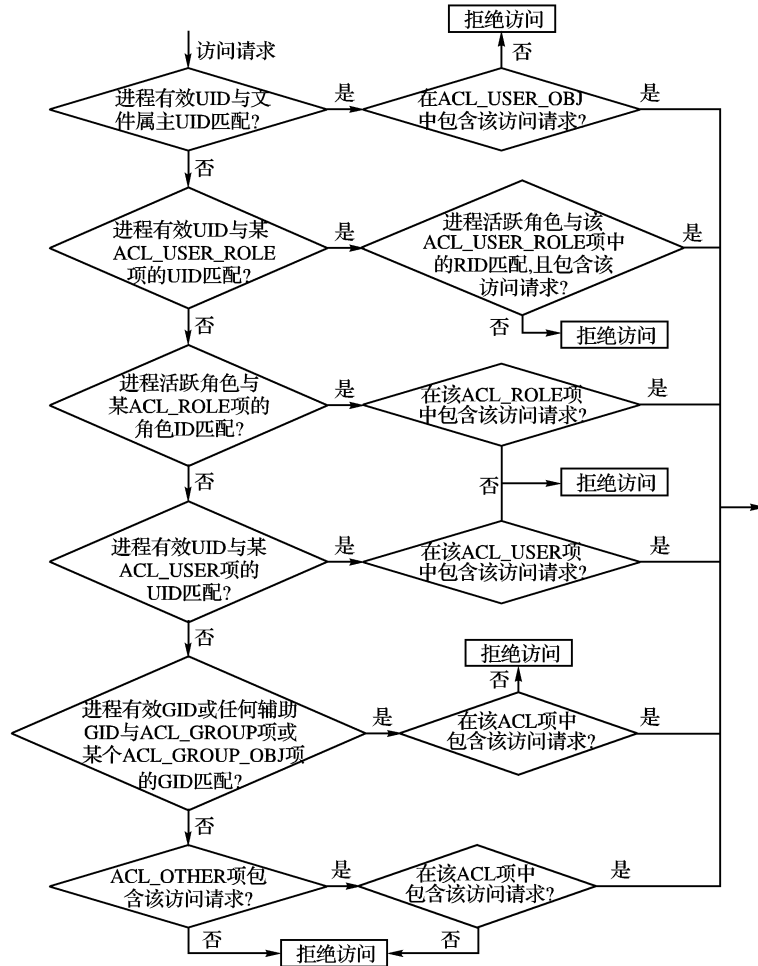 拒绝访问
访问请求
否
进程有效UID与文
件属主UID匹配?
是
在ACL_USER_OBJ
中包含该访问请求?
是
否
进程有效UID与某
ACL_USER_ROLE
项的UID匹配?
是
进程活跃角色与该
ACL_USER_ROLE项中
的RID匹配,且包含该
访问请求?
是
否
否
拒绝访问
进程活跃角色与
某ACL_ROLE项的
角色ID匹配?
是
在该ACL_ROLE项
中包含该访问请求?
是
否
否
拒绝访问
进程有效UID与某
ACL_USER项的
UID匹配?
是
在该ACL_USER项
中包含该访问请求?
是
否
拒绝访问
否
进程有效GID或任何辅助
GID与ACL_GROUP项或
某个ACL_GROUP_OBJ项
的GID匹配?
是
在该ACL项中
包含该访问请求?
是
否
ACL_OTHER项包
含该访问请求?
是
在该ACL项中
包含该访问请求?
是
否
拒绝访问
否